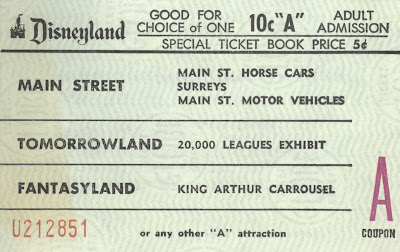 Disneyland
GOOD FOR
CHOICE of ONE
10c "A"
ADULT
ADMISSION
SPECIAL TICKET BOOK PRICE 5¢
MAIN STREET
MAIN ST. HORSE CARS
SURREYS
MAIN ST. MOTOR VEHICLES
TOMORROWLAND
20,000 LEAGUES EXHIBIT
FANTASYLAND
KING ARTHUR CARROUSEL
A
COUPON
U212851
or any other "A" attraction